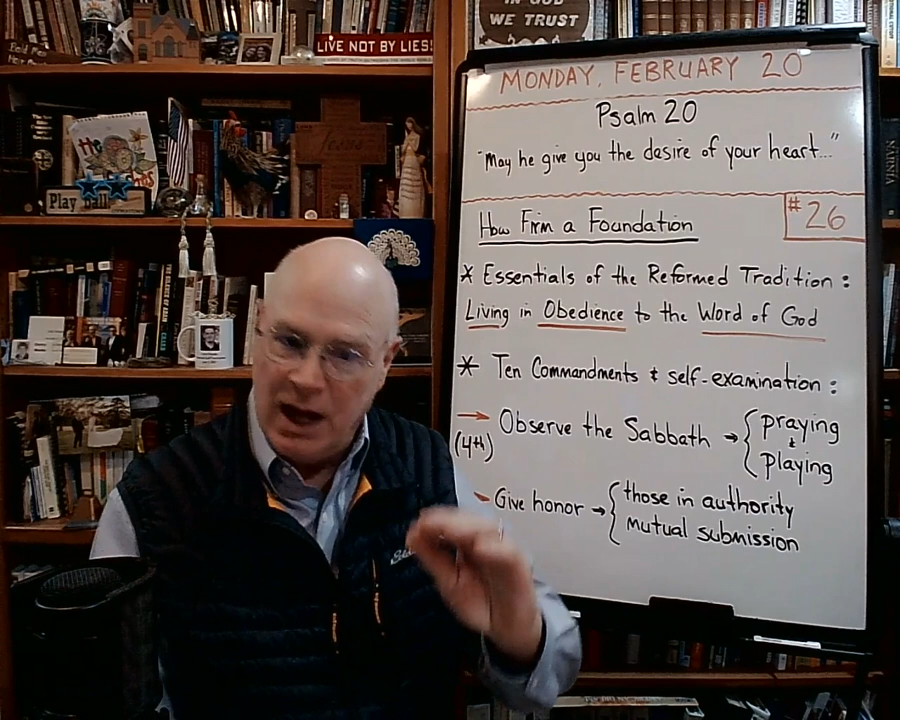 LIVE NOT BY LIES!
IN GOD
WE TRUST
Play Ball
MONDAY, FEBRUARY 20
Psalm 20
"May he give you the desire of your heart..."
How Firm a Foundation
#26
* Essentials of the Reformed Tradition:
Living in Obedience to the Word of God
* Ten Commandments & self-examination:
→ Observe the Sabbath → { praying
(4th)
&
playing
Give honor → { those in authority
mutual submission
NARNIA